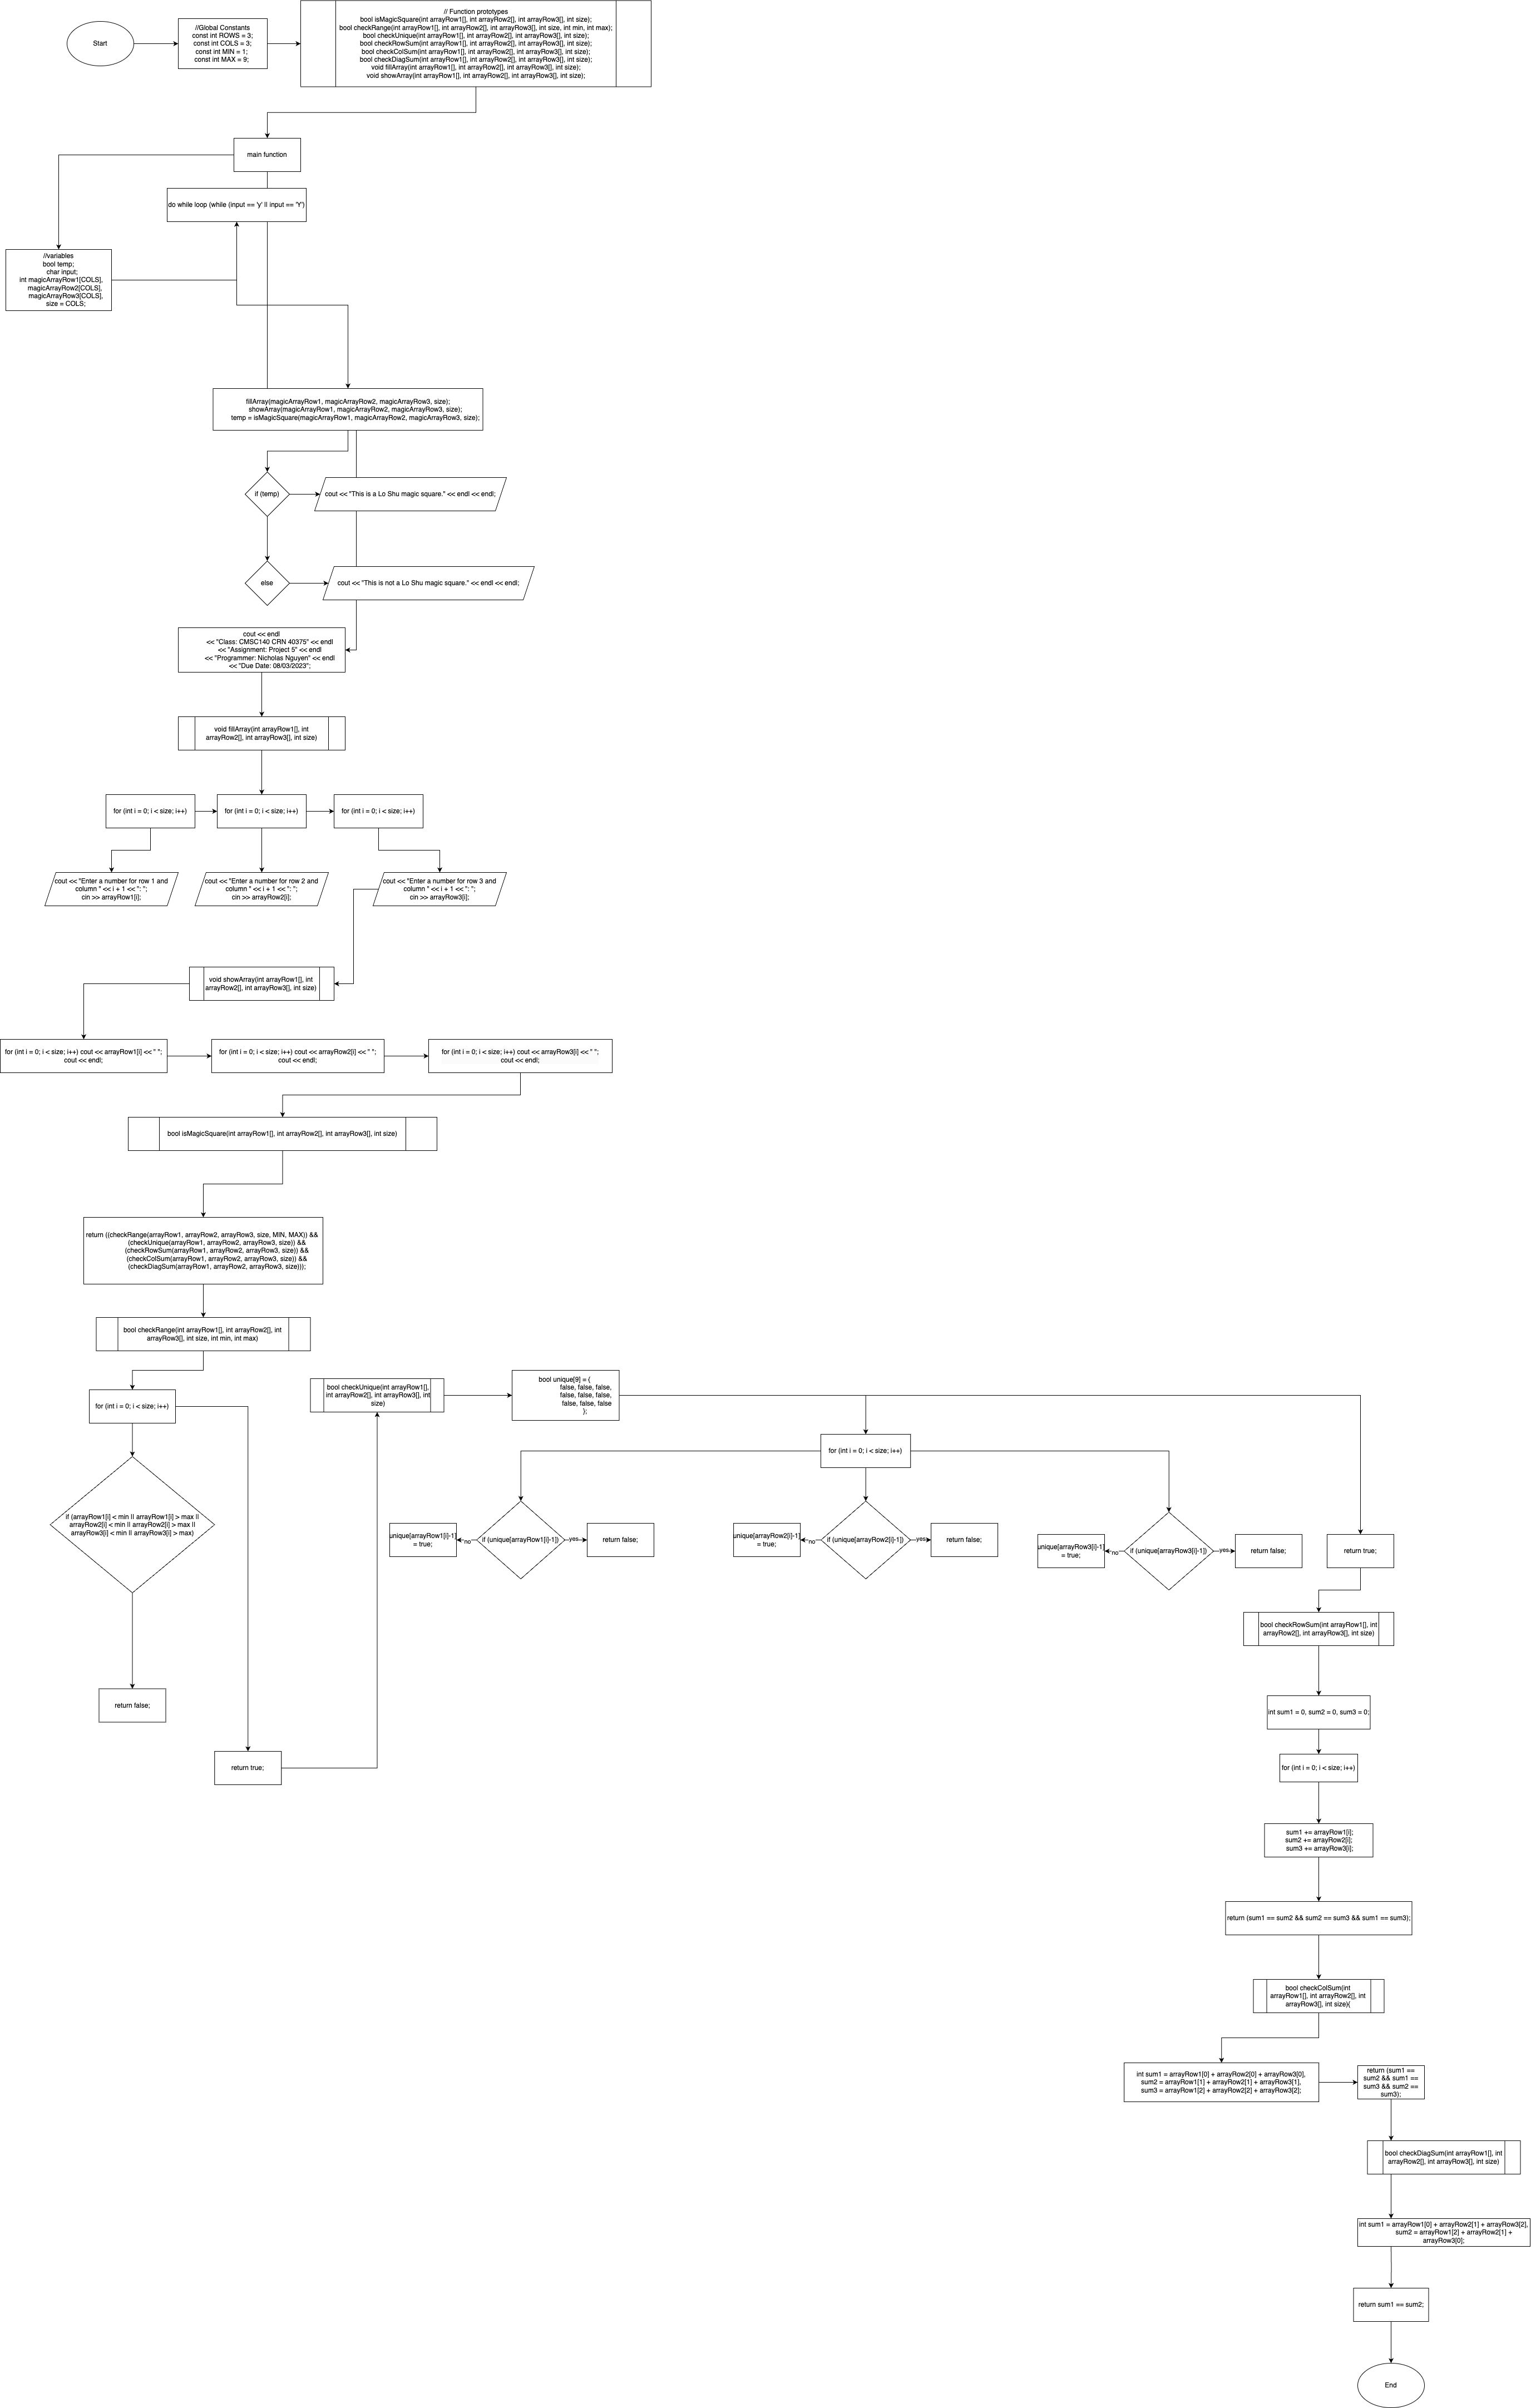 Start
//Global Constants
const int ROWS = 3;
const int COLS = 3;
const int MIN = 1;
const int MAX = 9;
// Function prototypes
bool isMagicSquare(int arrayRow1[], int arrayRow2[], int arrayRow3[], int size);
bool checkRange(int arrayRow1[], int arrayRow2[], int arrayRow3[], int size, int min, int max);
bool checkUnique(int arrayRow1[], int arrayRow2[], int arrayRow3[], int size);
bool checkRowSum(int arrayRow1[], int arrayRow2[], int arrayRow3[], int size);
bool checkColSum(int arrayRow1[], int arrayRow2[], int arrayRow3[], int size);
bool checkDiagSum(int arrayRow1[], int arrayRow2[], int arrayRow3[], int size);
void fillArray(int arrayRow1[], int arrayRow2[], int arrayRow3[], int size);
void showArray(int arrayRow1[], int arrayRow2[], int arrayRow3[], int size);
main function
do while loop (while (input == 'y' || input == 'Y')
//variables
bool temp;
char input;
int magicArrayRow1[COLS],
magicArrayRow2[COLS],
magicArrayRow3[COLS],
size = COLS;
fillArray(magicArrayRow1, magicArrayRow2, magicArrayRow3, size);
showArray(magicArrayRow1, magicArrayRow2, magicArrayRow3, size);
temp = isMagicSquare(magicArrayRow1, magicArrayRow2, magicArrayRow3, size);
if (temp)
cout << "This is a Lo Shu magic square." << endl << endl;
else
cout << "This is not a Lo Shu magic square." << endl << endl;
cout << endl
<< "Class: CMSC140 CRN 40375" << endl
<< "Assignment: Project 5" << endl
<< "Programmer: Nicholas Nguyen" << endl
<< "Due Date: 08/03/2023";
void fillArray(int arrayRow1[], int
arrayRow2[], int arrayRow3[], int size)
for (int i = 0; i < size; i++)
for (int i = 0; i < size; i++)
for (int i = 0; i < size; i++)
cout << "Enter a number for row 1 and
column " << i + 1 << ": ";
cin >> arrayRow1[i];
cout << "Enter a number for row 2 and
column " << i + 1 << ": ";
cin >> arrayRow2[i];
cout << "Enter a number for row 3 and
column " << i + 1 << ": ";
cin >> arrayRow3[i];
void showArray(int arrayRow1[], int
arrayRow2[], int arrayRow3[], int size)
for (int i = 0; i < size; i++) cout << arrayRow1[i] << " ";
cout << endl;
for (int i = 0; i < size; i++) cout << arrayRow2[i] << " ";
cout << endl;
for (int i = 0; i < size; i++) cout << arrayRow3[i] << " ";
cout << endl;
bool isMagicSquare(int arrayRow1[], int arrayRow2[], int arrayRow3[], int size)
return ((checkRange(arrayRow1, arrayRow2, arrayRow3, size, MIN, MAX)) &&
(checkUnique(arrayRow1, arrayRow2, arrayRow3, size)) &&
(checkRowSum(arrayRow1, arrayRow2, arrayRow3, size)) &&
(checkColSum(arrayRow1, arrayRow2, arrayRow3, size)) &&
(checkDiagSum(arrayRow1, arrayRow2, arrayRow3, size)));
bool checkRange(int arrayRow1[], int arrayRow2[], int
arrayRow3[], int size, int min, int max)
for (int i = 0; i < size; i++)
if (arrayRow1[i] < min || arrayRow1[i] > max ||
arrayRow2[i] < min || arrayRow2[i] > max ||
arrayRow3[i] < min || arrayRow3[i] > max)
return false;
return true;
bool checkUnique(int arrayRow1[],
int arrayRow2[], int arrayRow3[], int
size)
bool unique[9] = {
false, false, false,
false, false, false,
false, false, false
};
for (int i = 0; i < size; i++)
unique[arrayRow1[i]-1]
= true;
no
if (unique[arrayRow1[i]-1])
yes
return false;
unique[arrayRow2[i]-1]
= true;
no
if (unique[arrayRow2[i]-1])
yes
return false;
unique[arrayRow3[i]-1]
= true;
no
if (unique[arrayRow3[i]-1])
yes
return false;
return true;
bool checkRowSum(int arrayRow1[], int
arrayRow2[], int arrayRow3[], int size)
int sum1 = 0, sum2 = 0, sum3 = 0;
for (int i = 0; i < size; i++)
sum1 += arrayRow1[i];
sum2 += arrayRow2[i];
sum3 += arrayRow3[i];
return (sum1 == sum2 && sum2 == sum3 && sum1 == sum3);
bool checkColSum(int
arrayRow1[], int arrayRow2[], int
arrayRow3[], int size){
int sum1 = arrayRow1[0] + arrayRow2[0] + arrayRow3[0],
sum2 = arrayRow1[1] + arrayRow2[1] + arrayRow3[1],
sum3 = arrayRow1[2] + arrayRow2[2] + arrayRow3[2];
return (sum1 ==
sum2 && sum1 ==
sum3 && sum2 ==
sum3);
bool checkDiagSum(int arrayRow1[], int
arrayRow2[], int arrayRow3[], int size)
int sum1 = arrayRow1[0] + arrayRow2[1] + arrayRow3[2],
sum2 = arrayRow1[2] + arrayRow2[1] +
arrayRow3[0];
return sum1 == sum2;
End